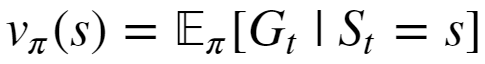 v_π(s) = 𝔼_π[G_t | S_t = s]